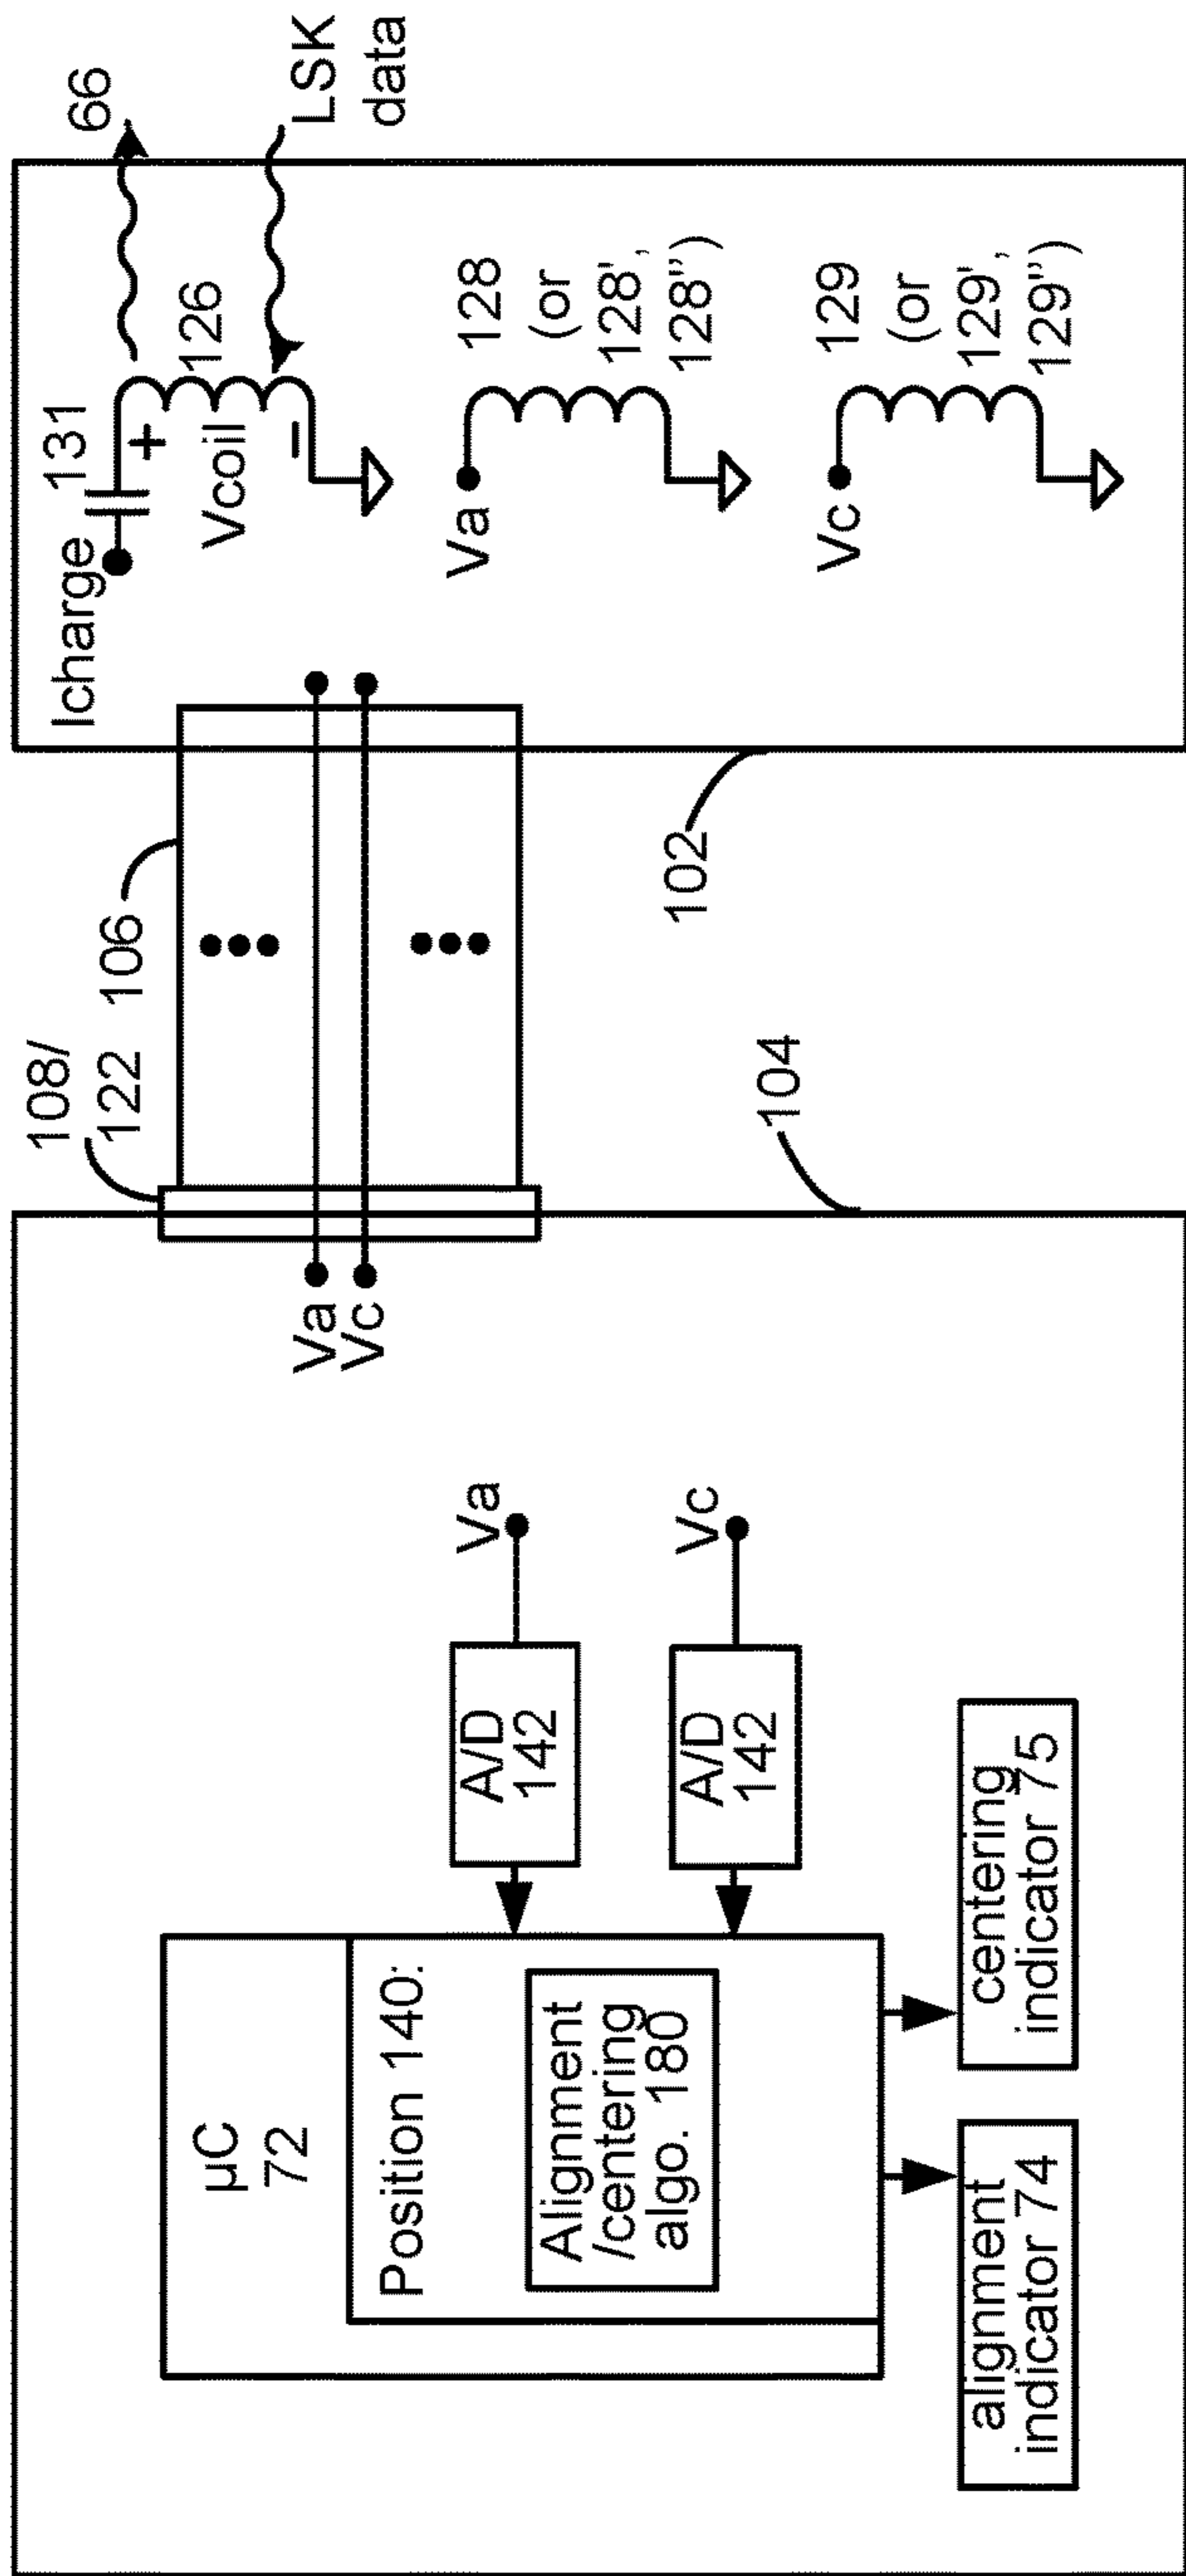 µC
72
Position 140:
Alignment
/centering
algo. 180
A/D
142
Va
A/D
142
Vc
alignment
indicator 74
centering
indicator 75
Va
Vc
104
108/
122
106
102
Icharge
131
+
Vcoil
–
126
66
LSK
data
Va
128
(or
128',
128")
Vc
129
(or
129',
129")